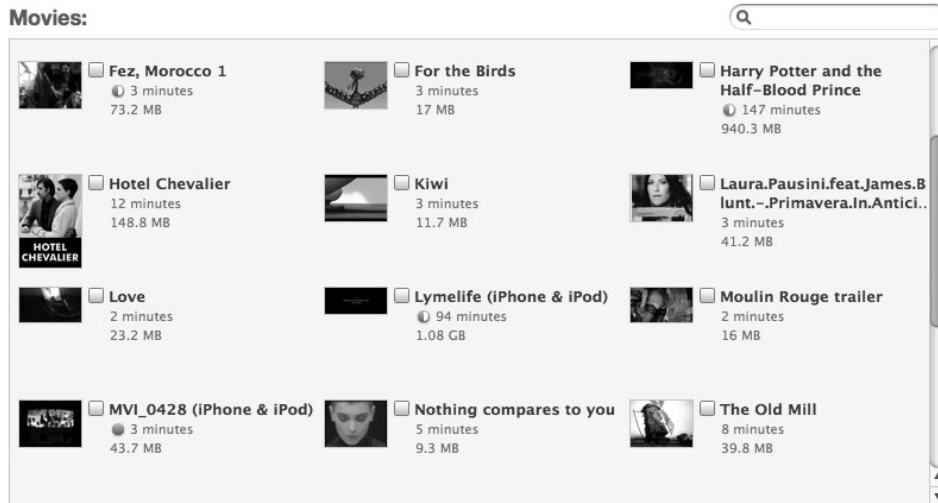 Movies:
Fez, Morocco 1
3 minutes
73.2 MB
For the Birds
3 minutes
17 MB
Harry Potter and the
Half-Blood Prince
147 minutes
940.3 MB
HOTEL
CHEVALIER
Hotel Chevalier
12 minutes
148.8 MB
Kiwi
3 minutes
11.7 MB
Laura.Pausini.feat.James.B
lunt.-.Primavera.In.Antici..
3 minutes
41.2 MB
Love
2 minutes
23.2 MB
Lymelife (iPhone & iPod)
94 minutes
1.08 GB
Moulin Rouge trailer
2 minutes
16 MB
MVI_0428 (iPhone & iPod)
3 minutes
43.7 MB
Nothing compares to you
5 minutes
9.3 MB
The Old Mill
8 minutes
39.8 MB